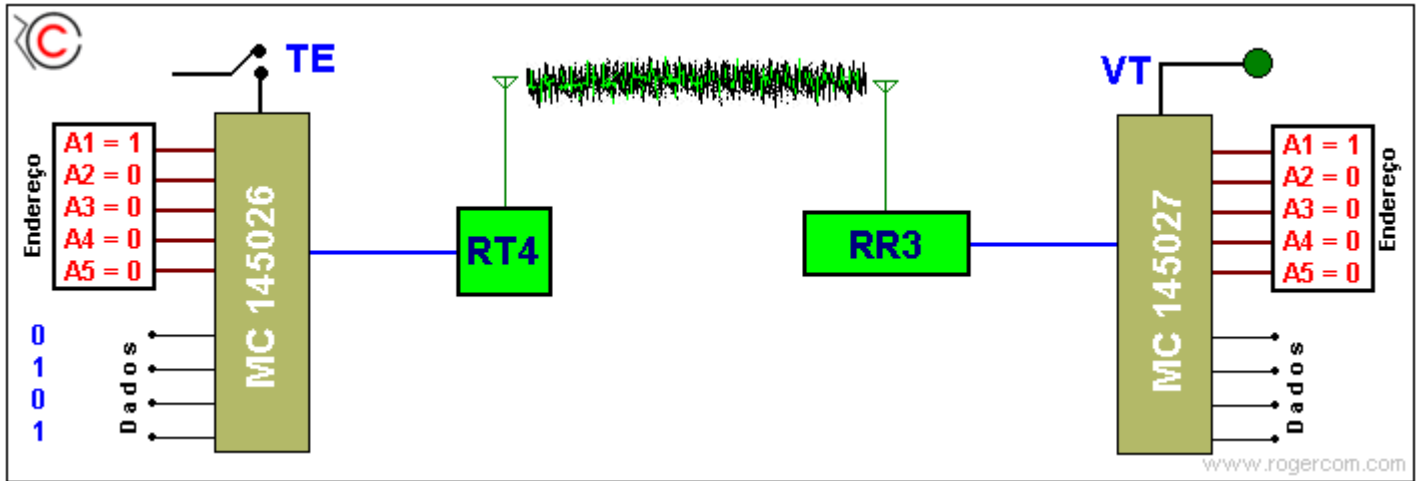 C
TE
Endereço
A1 = 1
A2 = 0
A3 = 0
A4 = 0
A5 = 0
MC 145026
0
1
0
1
Dados
RT4
RR3
VT
MC 145027
A1 = 1
A2 = 0
A3 = 0
A4 = 0
A5 = 0
Endereço
Dados
www.rogercom.com